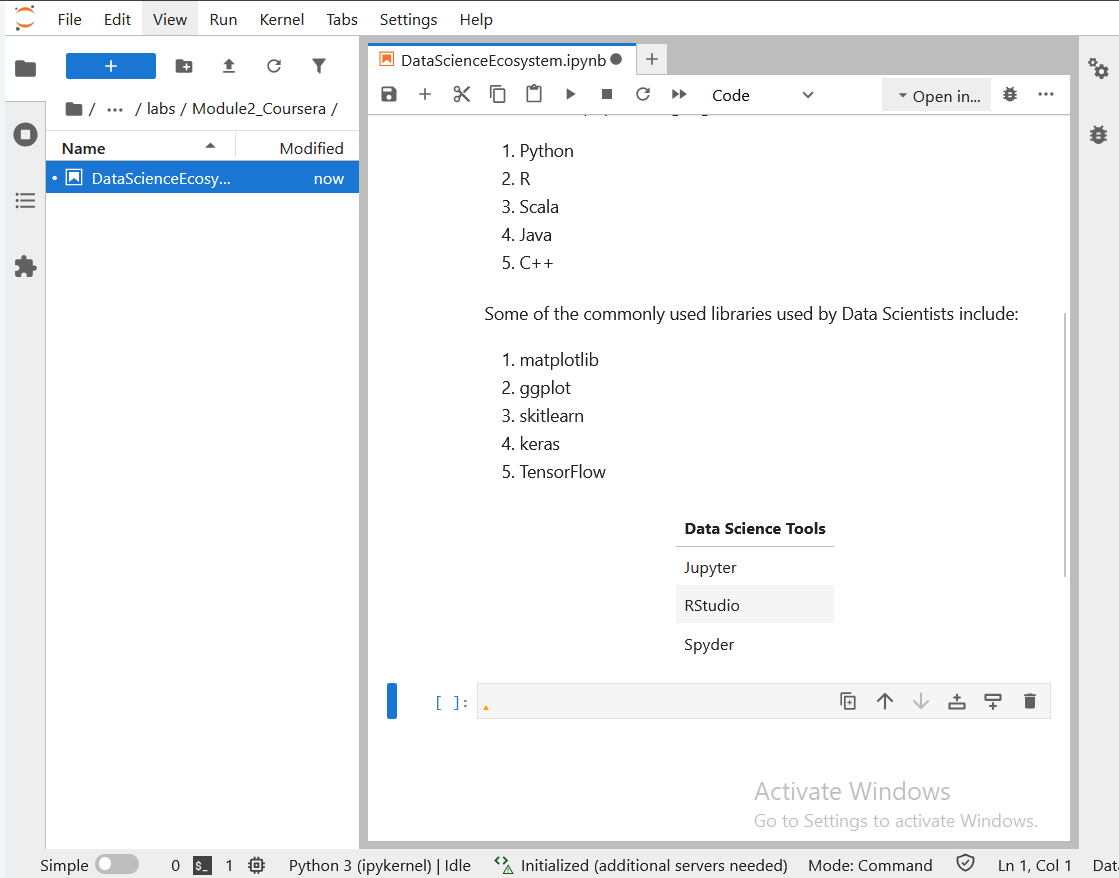 File Edit View Run Kernel Tabs Settings Help
DataScienceEcosystem.ipynb
Code
Open in...
/ ··· / labs / Module2_Coursera /
Name Modified
DataScienceEcosy... now
1. Python
2. R
3. Scala
4. Java
5. C++
Some of the commonly used libraries used by Data Scientists include:
1. matplotlib
2. ggplot
3. skitlearn
4. keras
5. TensorFlow
Data Science Tools
Jupyter
RStudio
Spyder
[ ]:
Activate Windows
Go to Settings to activate Windows.
Simple 0 $_ 1 Python 3 (ipykernel) | Idle Initialized (additional servers needed) Mode: Command Ln 1, Col 1 Dat